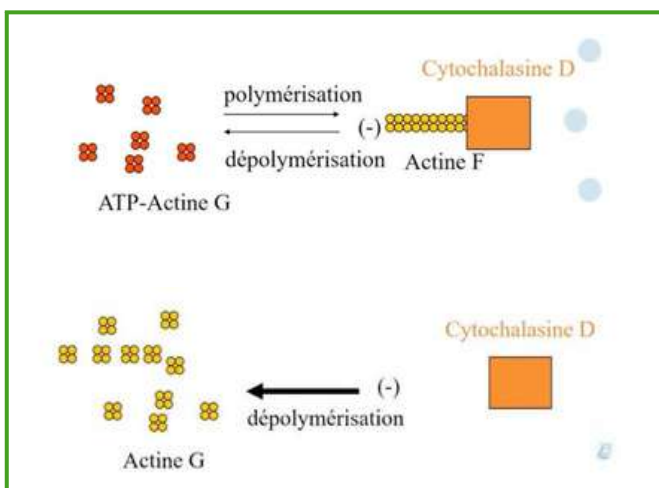 Cytochalasine D
polymérisation
(-)
dépolymérisation
Actine F
ATP-Actine G
Cytochalasine D
(-)
dépolymérisation
Actine G